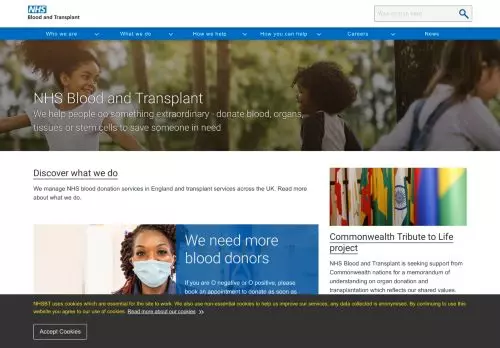 NHS
Blood and Transplant
Who we are
What we do
How we help
How you can help
Careers
News
NHS Blood and Transplant
We help people do something extraordinary - donate blood, organs,
tissues or stem cells to save someone in need
Discover what we do
We manage NHS blood donation services in England and transplant services across the UK. Read more
about what we do.
We need more
blood donors
If you are O negative or O positive, please
book an appointment to donate as soon as
Commonwealth Tribute to Life
project
NHS Blood and Transplant is seeking support from
Commonwealth nations for a memorandum of
understanding on organ donation and
transplantation which reflects our shared values.
NHSBT uses cookies which are essential for the site to work. We also use non-essential cookies to help us improve our services, any data collected is anonymised. By continuing to use
this website you agree to our use of cookies. Read more about our cookies
Accept Cookies